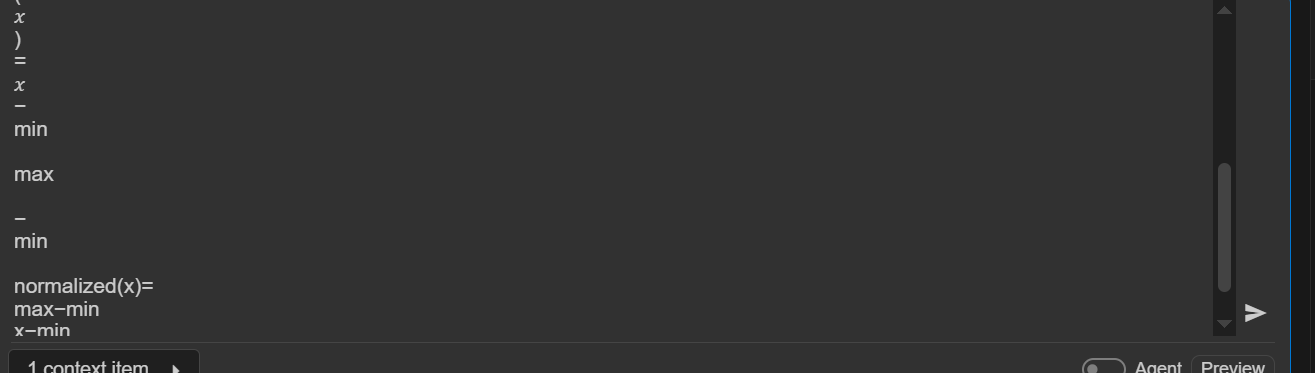 x
)
=
x
−
min
max
−
min
normalized(x)=
max−min
x−min
1 context item
Agent
Preview